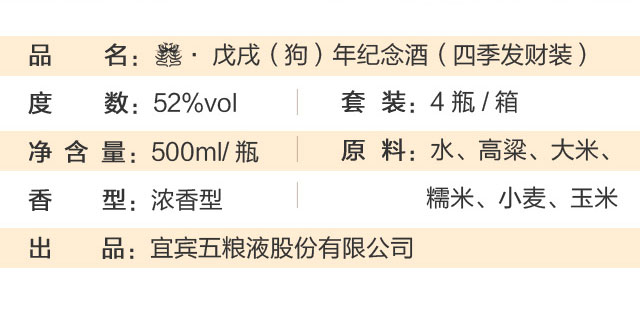 品名：· 戊戌（狗）年纪念酒（四季发财装）
度数：52%vol 套装：4瓶/箱
净含量：500ml/瓶 原料：水、高粱、大米、
香型：浓香型 糯米、小麦、玉米
出品：宜宾五粮液股份有限公司